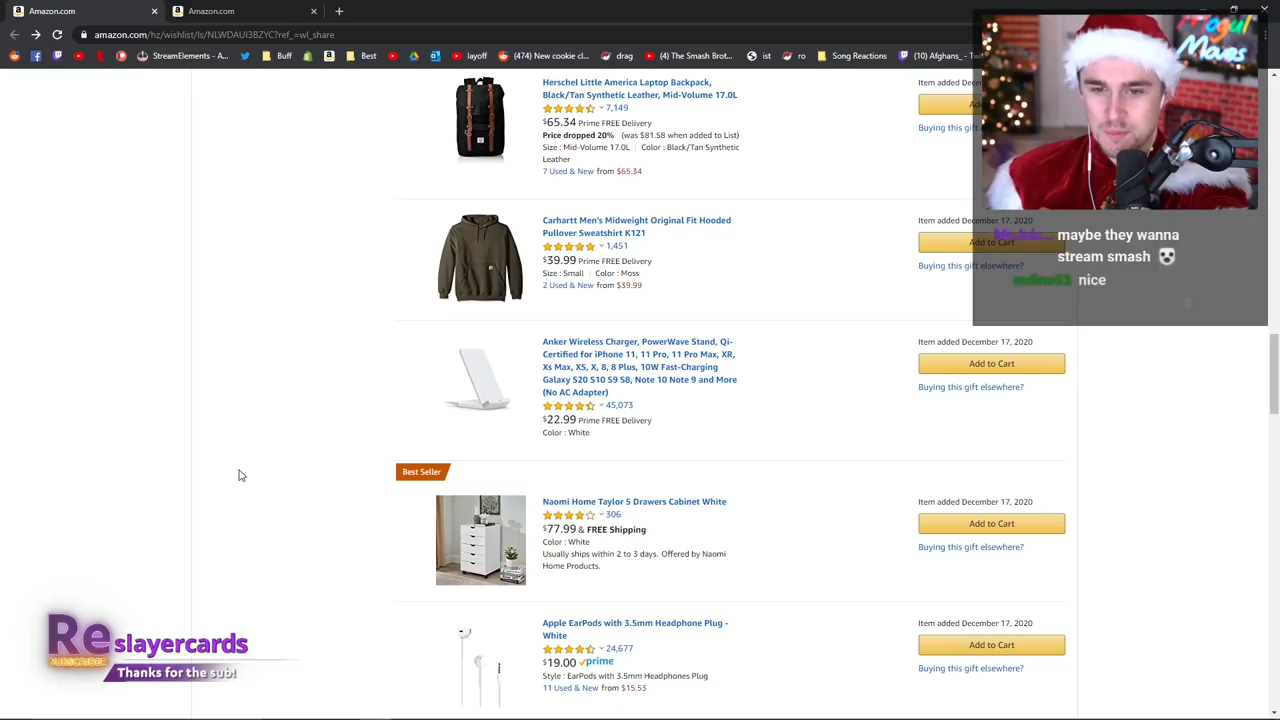 Amazon.com
Amazon.com
amazon.com/hz/wishlist/ls/NLWDAUI3BZYC?ref_=wl_share
StreamElements - A...
Buff
Best
layoff
(474) New cookie cl...
drag
(4) The Smash Brot...
ist
ro
Song Reactions
(10) Afghans_ - Twi
Mogul
Moves
Herschel Little America Laptop Backpack,
Black/Tan Synthetic Leather, Mid-Volume 17.0L
7,149
$65.34 Prime FREE Delivery
Price dropped 20% (was $81.58 when added to List)
Size : Mid-Volume 17.0L | Color : Black/Tan Synthetic
Leather
7 Used & New from $65.34
Item added Dece
Add
Buying this gift
Carhartt Men's Midweight Original Fit Hooded
Pullover Sweatshirt K121
1,451
$39.99 Prime FREE Delivery
Size : Small | Color : Moss
2 Used & New from $39.99
Item added December 17, 2020
Add to Cart
Buying this gift elsewhere?
maybe they wanna
stream smash
mdino53 nice
Anker Wireless Charger, PowerWave Stand, Qi-
Certified for iPhone 11, 11 Pro, 11 Pro Max, XR,
Xs Max, XS, X, 8, 8 Plus, 10W Fast-Charging
Galaxy S20 S10 S9 S8, Note 10 Note 9 and More
(No AC Adapter)
45,073
$22.99 Prime FREE Delivery
Color : White
Item added December 17, 2020
Add to Cart
Buying this gift elsewhere?
Best Seller
Naomi Home Taylor 5 Drawers Cabinet White
306
$77.99 & FREE Shipping
Color : White
Usually ships within 2 to 3 days. Offered by Naomi
Home Products.
Item added December 17, 2020
Add to Cart
Buying this gift elsewhere?
Apple EarPods with 3.5mm Headphone Plug -
White
24,677
$19.00 prime
Style : EarPods with 3.5mm Headphones Plug
11 Used & New from $15.53
Item added December 17, 2020
Add to Cart
Buying this gift elsewhere?
Re
SUBSCRIBER
slayercards
Thanks for the sub!